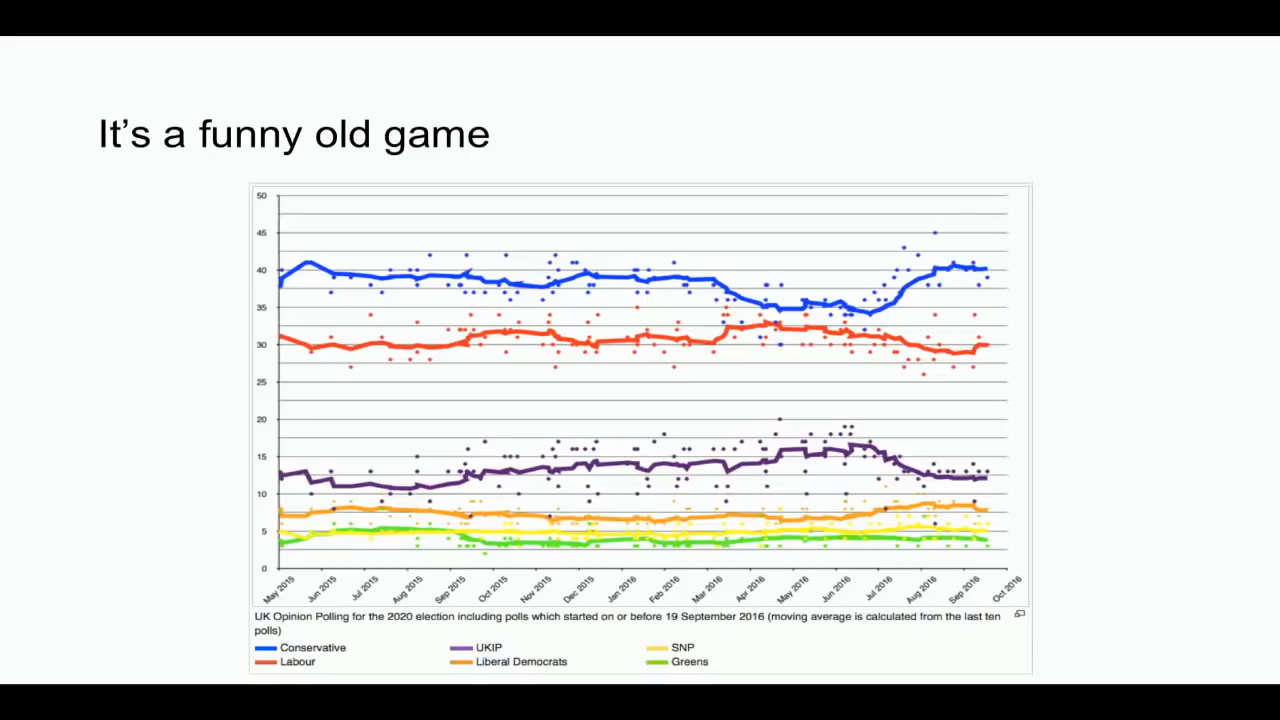 It's a funny old game
50
45
40
35
30
25
20
15
10
5
0
May 2015
Jun 2015
Jul 2015
Aug 2015
Sep 2015
Oct 2015
Nov 2015
Dec 2015
Jan 2016
Feb 2016
Mar 2016
Apr 2016
May 2016
Jun 2016
Jul 2016
Aug 2016
Sep 2016
Oct 2016
UK Opinion Polling for the 2020 election including polls which started on or before 19 September 2016 (moving average is calculated from the last ten
polls)
Conservative UKIP SNP
Labour Liberal Democrats Greens